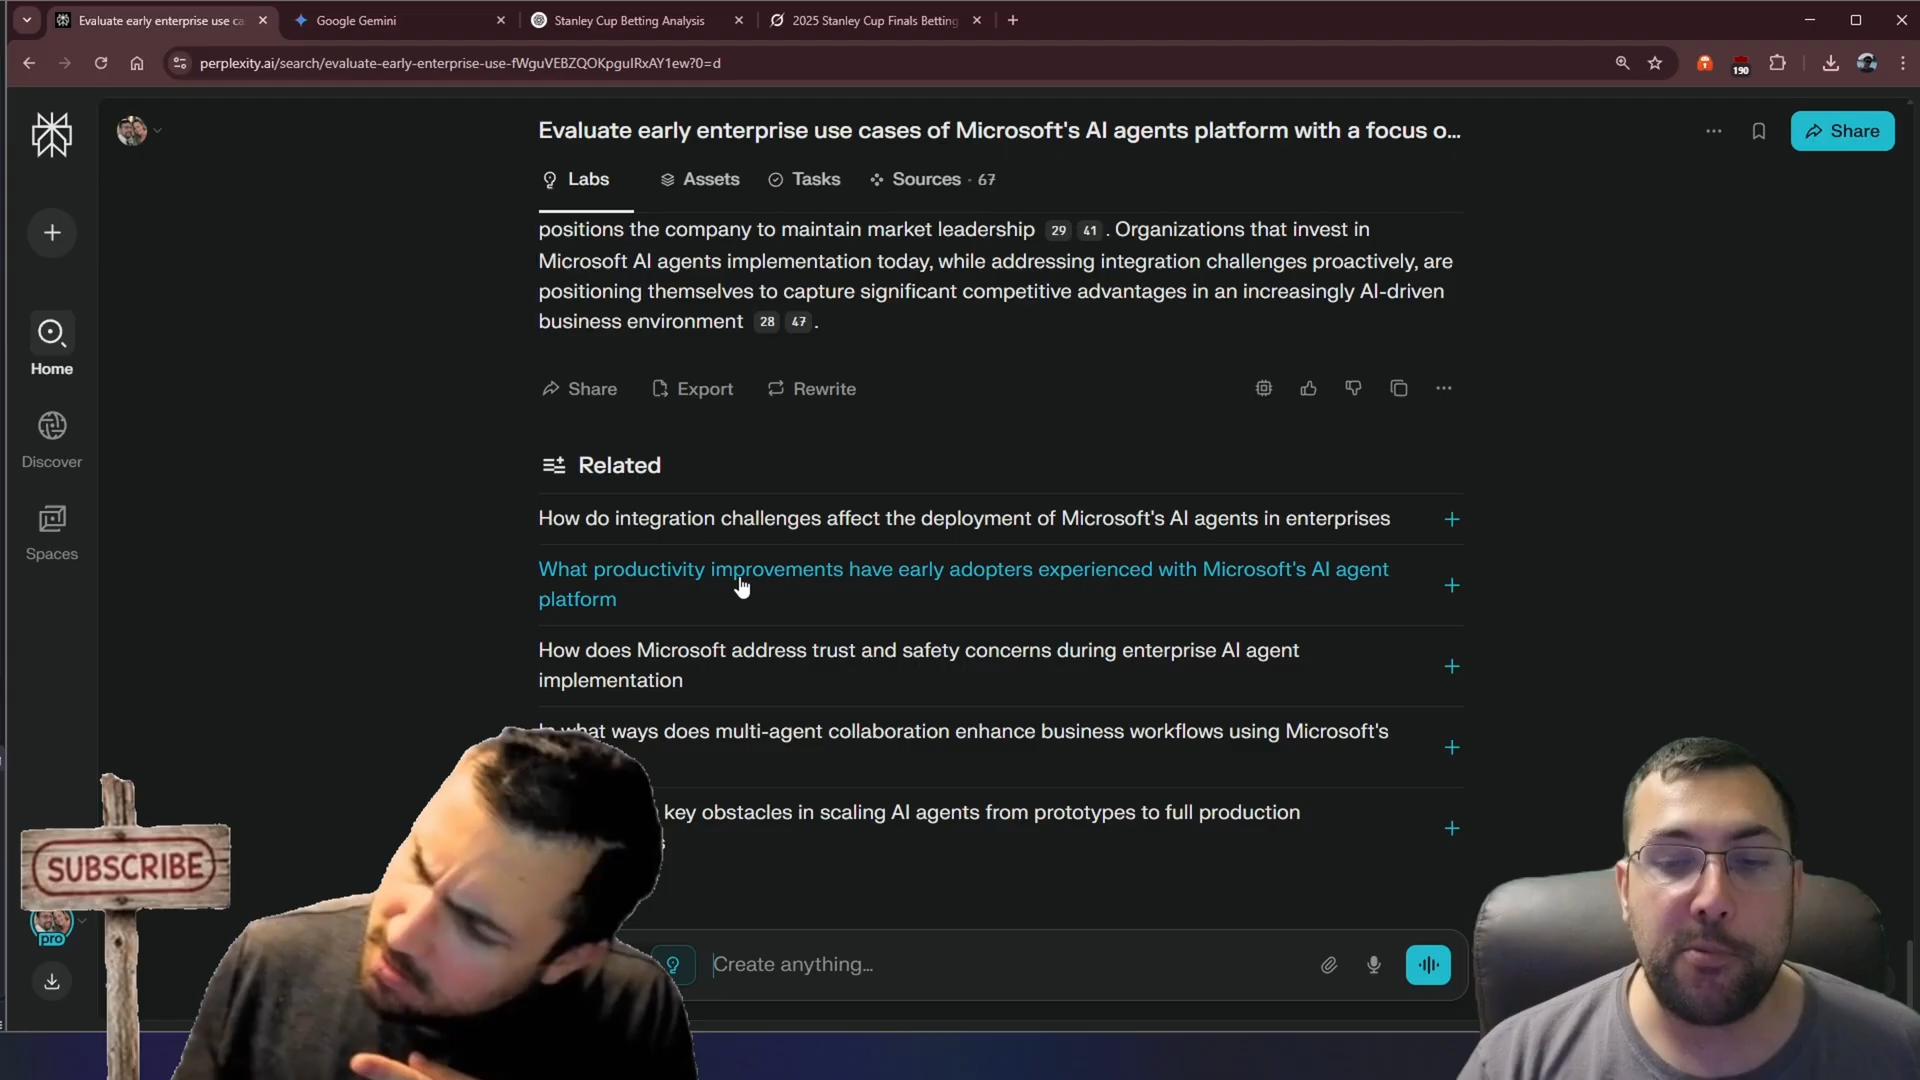 Evaluate early enterprise use ca
Google Gemini
Stanley Cup Betting Analysis
2025 Stanley Cup Finals Betting
perplexity.ai/search/evaluate-early-enterprise-use-fWguVEBZQOKpguIRxAY1ew?0=d
190
Evaluate early enterprise use cases of Microsoft's AI agents platform with a focus o...
Share
Labs
Assets
Tasks
Sources · 67
positions the company to maintain market leadership 29 41 . Organizations that invest in
Microsoft AI agents implementation today, while addressing integration challenges proactively, are
positioning themselves to capture significant competitive advantages in an increasingly AI-driven
business environment 28 47 .
Share
Export
Rewrite
Home
Discover
Spaces
Related
How do integration challenges affect the deployment of Microsoft's AI agents in enterprises
What productivity improvements have early adopters experienced with Microsoft's AI agent
platform
How does Microsoft address trust and safety concerns during enterprise AI agent
implementation
what ways does multi-agent collaboration enhance business workflows using Microsoft's
key obstacles in scaling AI agents from prototypes to full production
SUBSCRIBE
pro
Create anything...